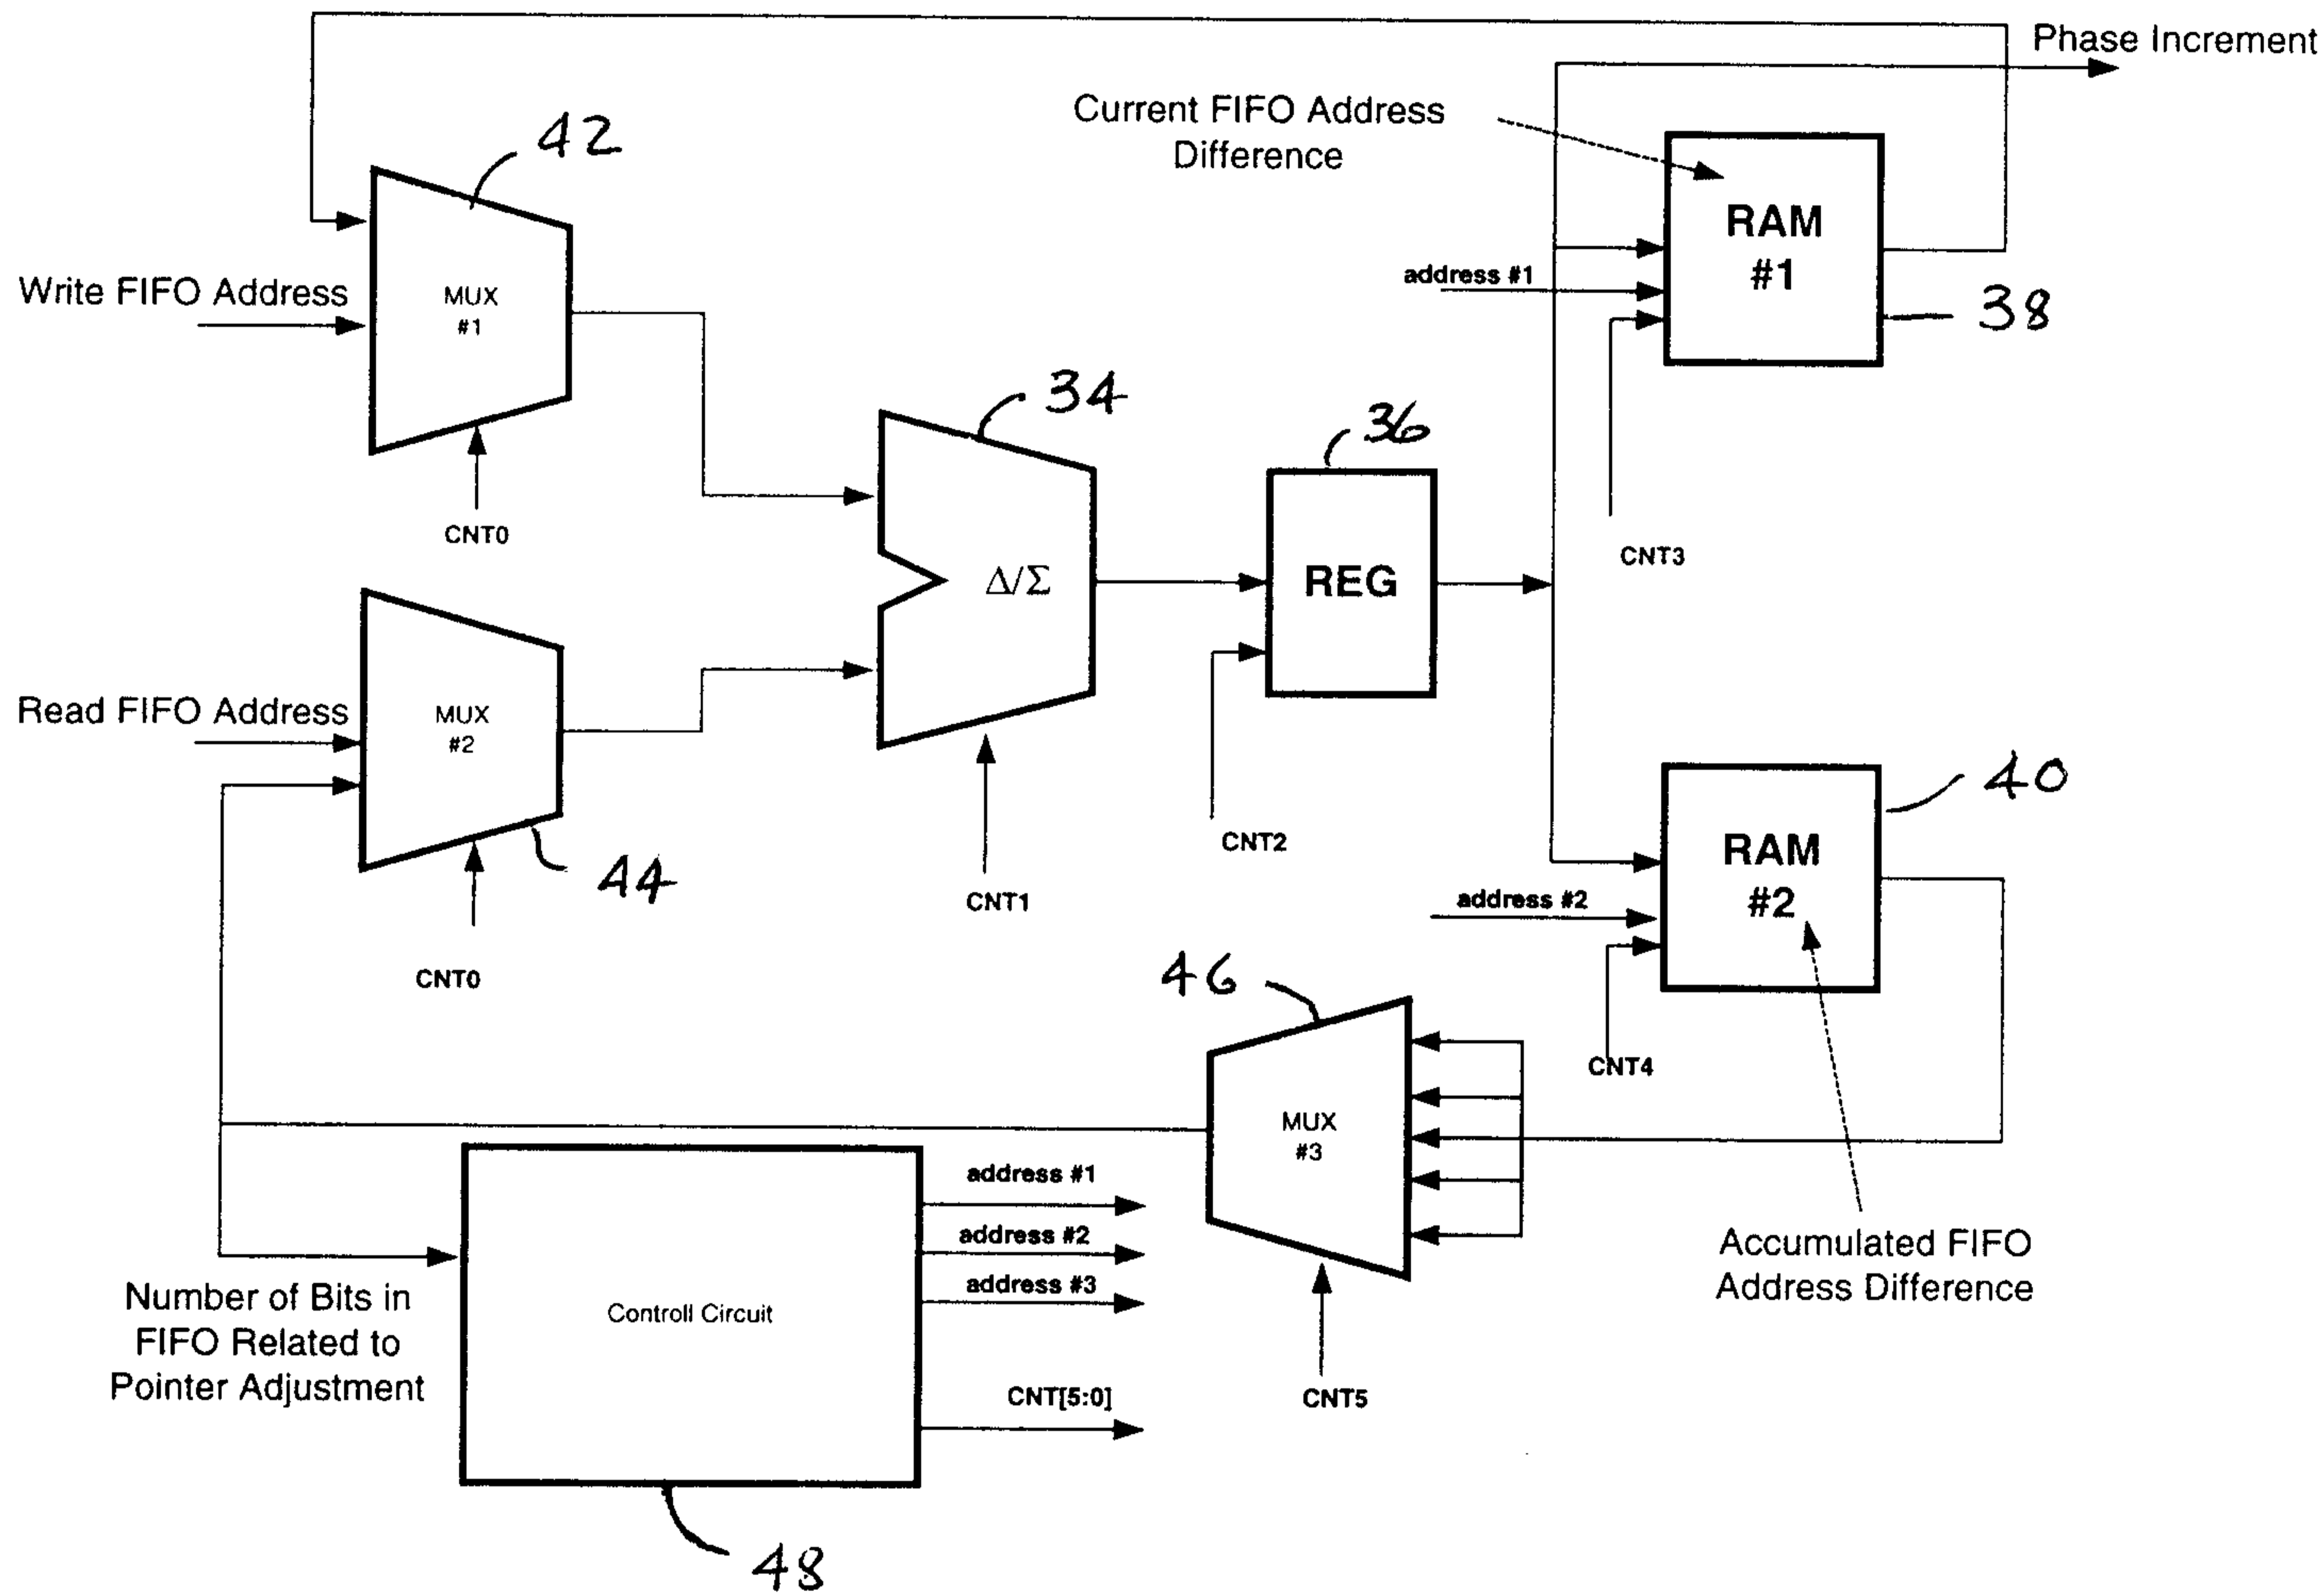 Phase Increment
Current FIFO Address
Difference
42
RAM
#1
address #1
Write FIFO Address
MUX
#1
38
34
36
CNT0
CNT3
Δ/Σ
REG
Read FIFO Address
MUX
#2
40
CNT2
44
RAM
#2
CNT1
address #2
CNT0
46
CNT4
MUX
#3
address #1
address #2
address #3
Accumulated FIFO
Address Difference
Number of Bits in
FIFO Related to
Pointer Adjustment
Controll Circuit
CNT[5:0]
CNT5
48